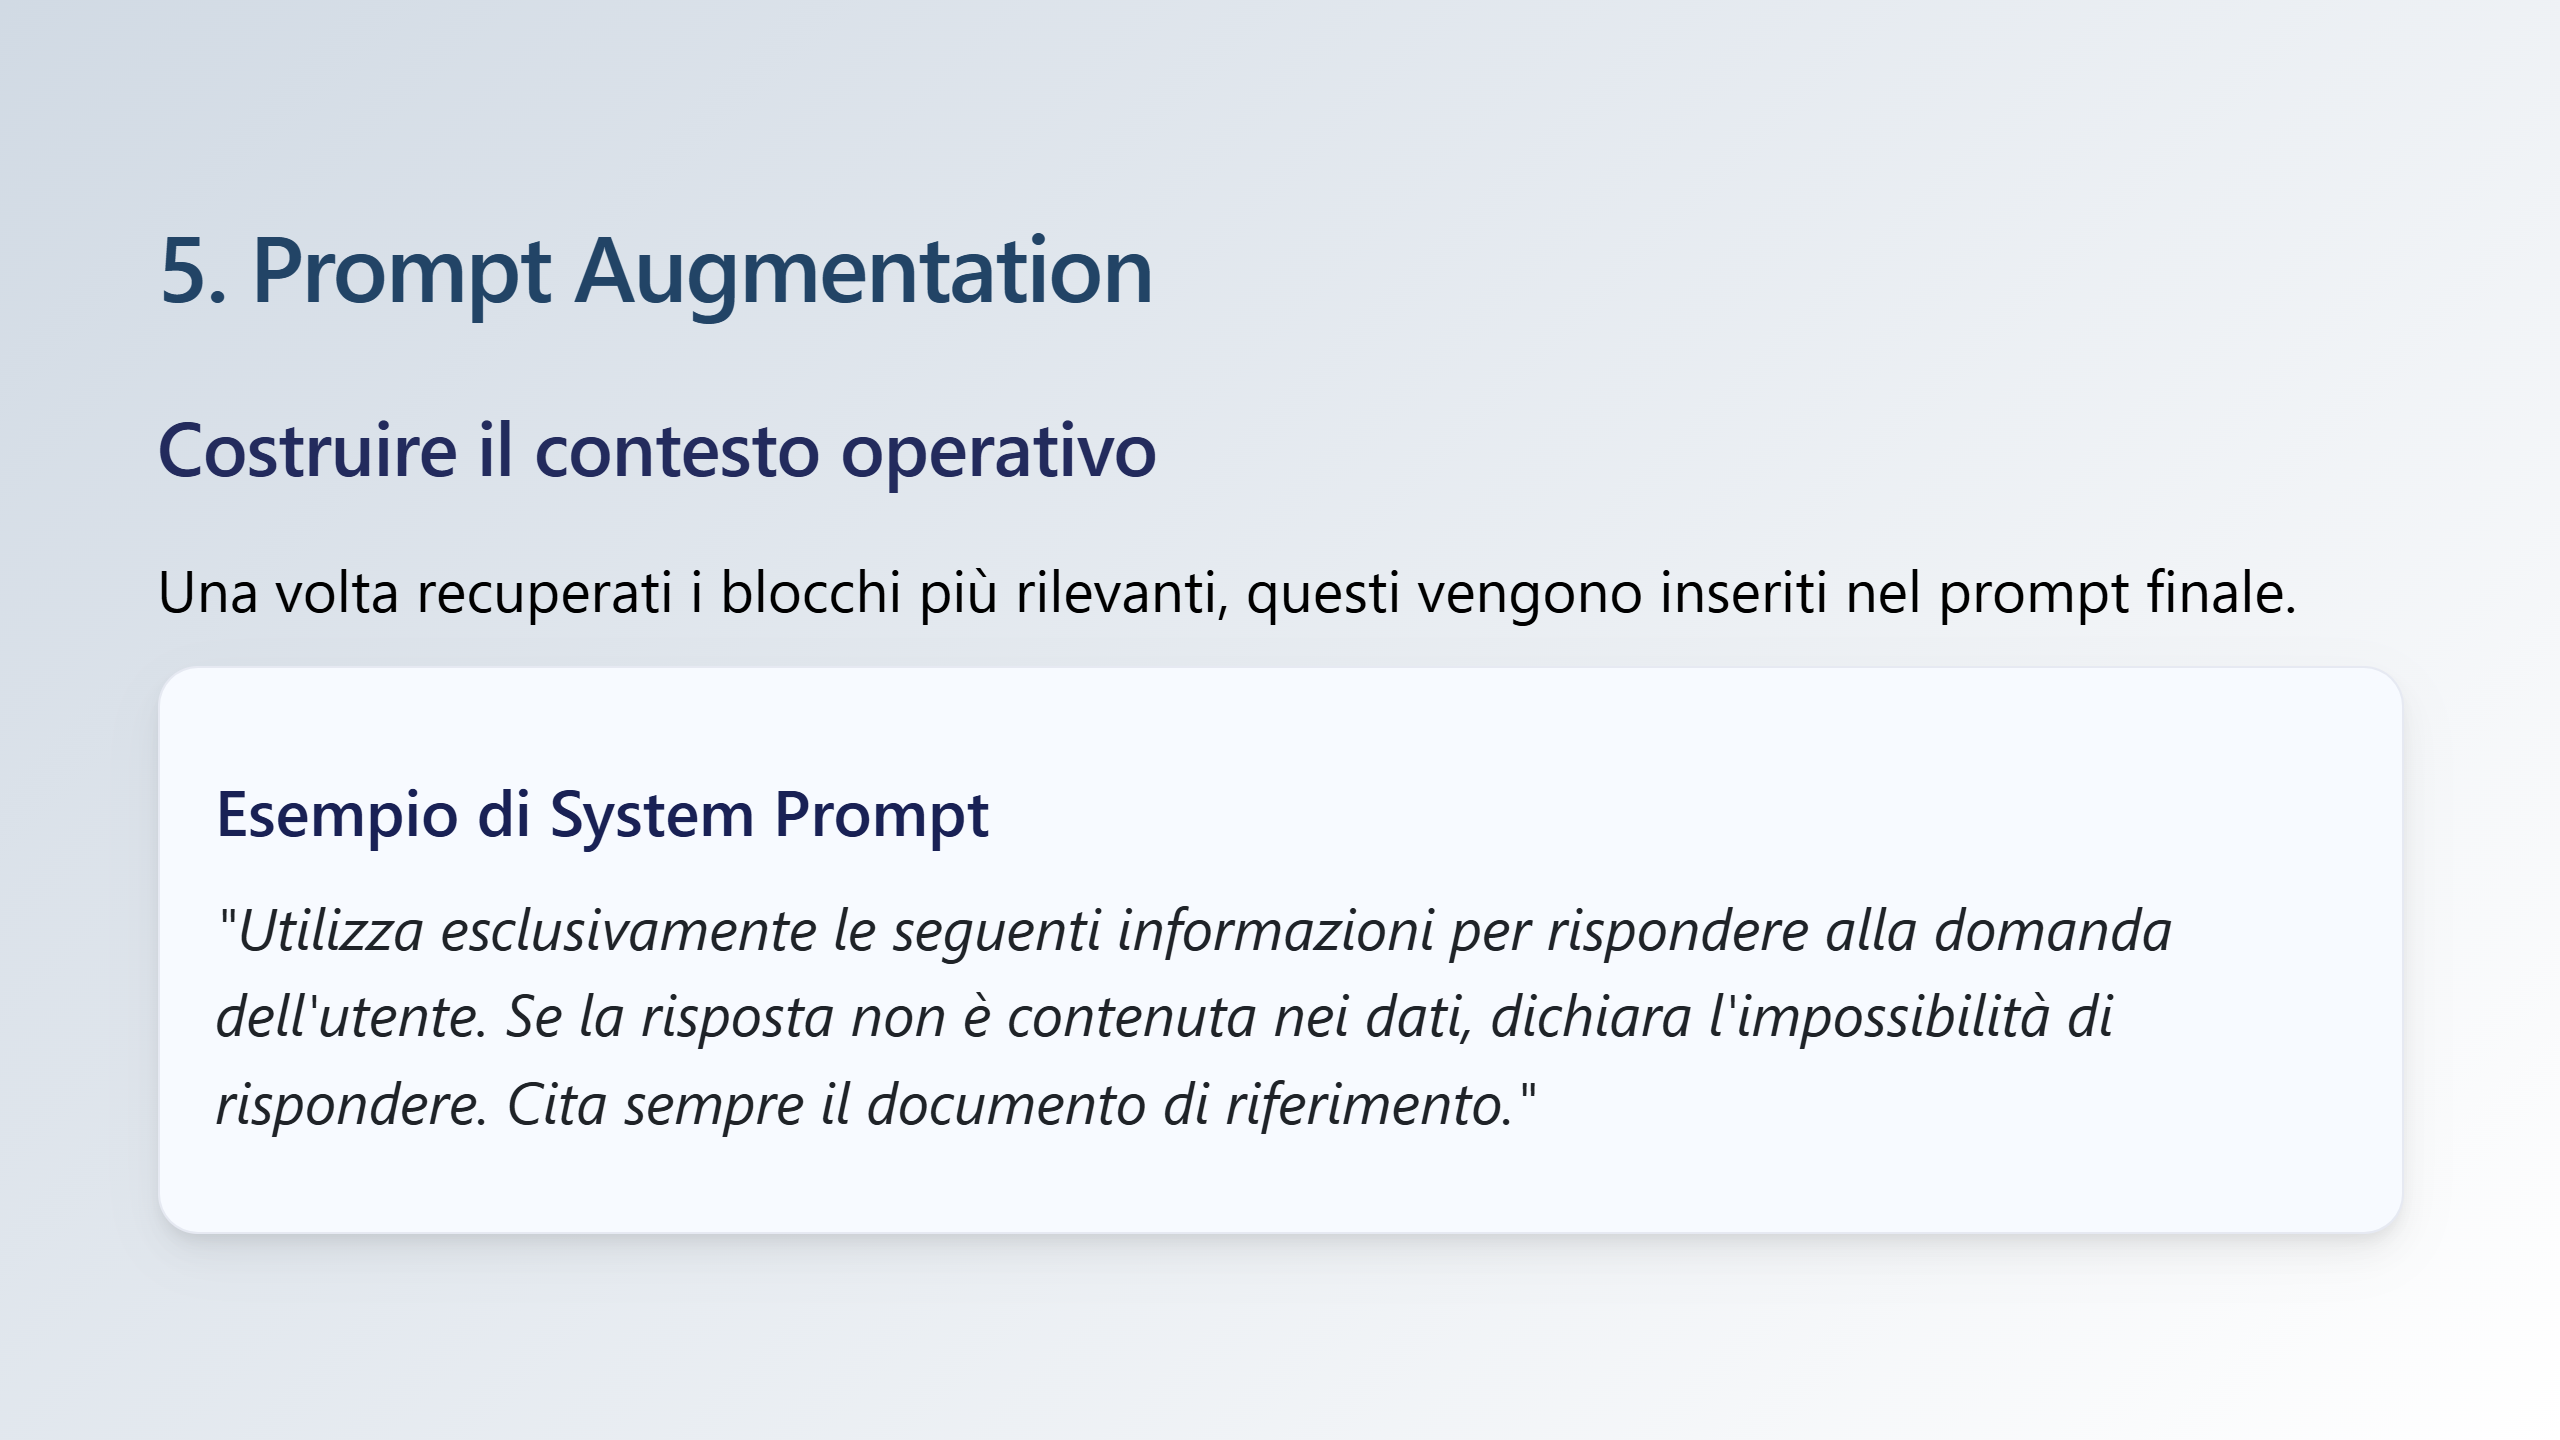 5. Prompt Augmentation
Costruire il contesto operativo
Una volta recuperati i blocchi più rilevanti, questi vengono inseriti nel prompt finale.
Esempio di System Prompt
"Utilizza esclusivamente le seguenti informazioni per rispondere alla domanda
dell'utente. Se la risposta non è contenuta nei dati, dichiara l'impossibilità di
rispondere. Cita sempre il documento di riferimento."